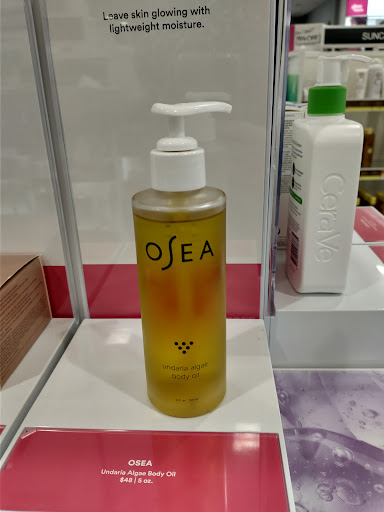 Leave skin glowing with
lightweight moisture.
SUNC
OSEA
CeraVe
undaria algae
body oil
OSEA
Undaria Algae Body Oil
$48 | 5 oz.